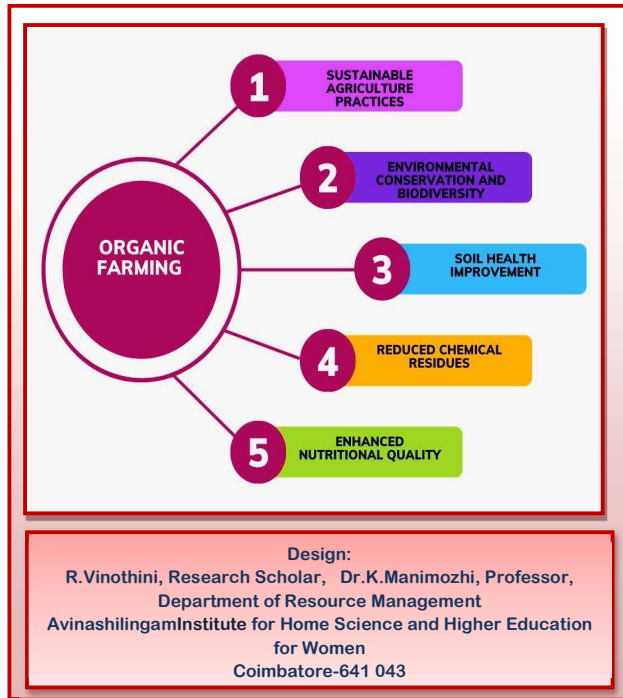 ORGANIC
FARMING
1
SUSTAINABLE
AGRICULTURE
PRACTICES
2
ENVIRONMENTAL
CONSERVATION AND
BIODIVERSITY
3
SOIL HEALTH
IMPROVEMENT
4
REDUCED CHEMICAL
RESIDUES
5
ENHANCED
NUTRITIONAL QUALITY
Design:
R.Vinothini, Research Scholar, Dr.K.Manimozhi, Professor,
Department of Resource Management
AvinashilingamInstitute for Home Science and Higher Education
for Women
Coimbatore-641 043